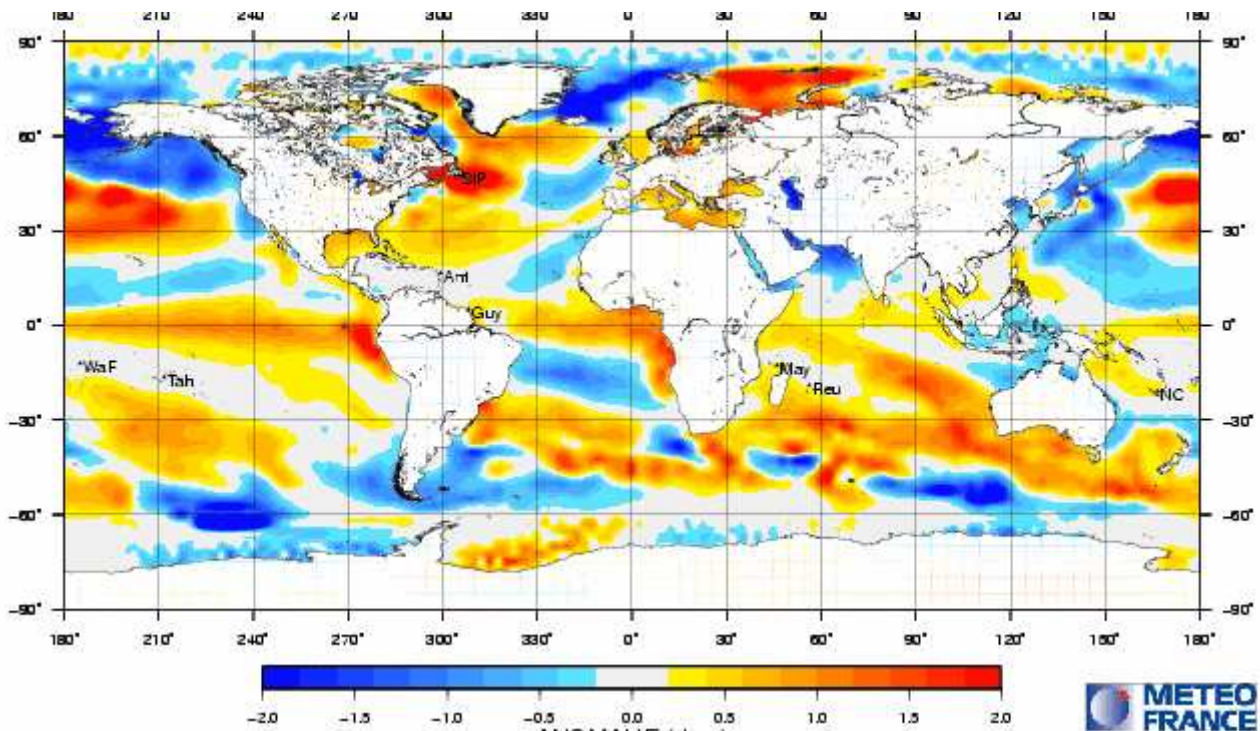 180 210° 240° 270° 300° 330° 0° 30° 60° 90° 120° 150° 180
90° 90°
60° 60°
SIP
30° 30°
Ant
Guy
0° 0°
WaF Tah May Reu NC
−30° −30°
−60° −60°
−90° −90°
180° 210° 240° 270° 300° 330° 0° 30° 60° 90° 120° 150° 180°
−2.0 −1.5 −1.0 −0.5 0.0 0.5 1.0 1.5 2.0
METEO
FRANCE